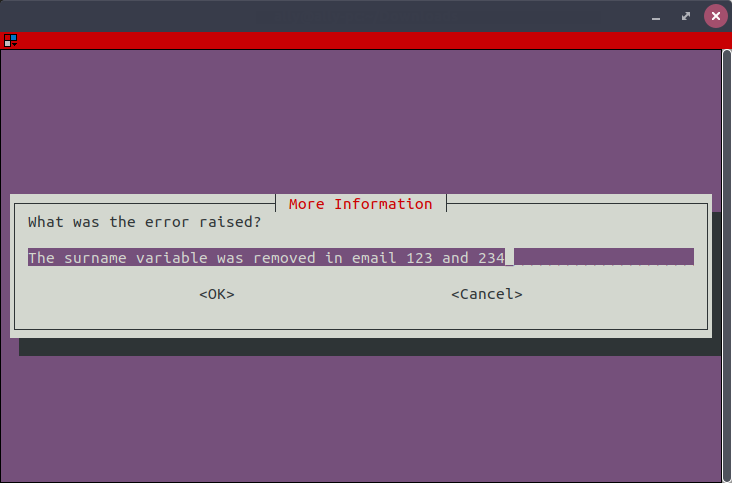 More Information
What was the error raised?
The surname variable was removed in email 123 and 234_
<OK> <Cancel>